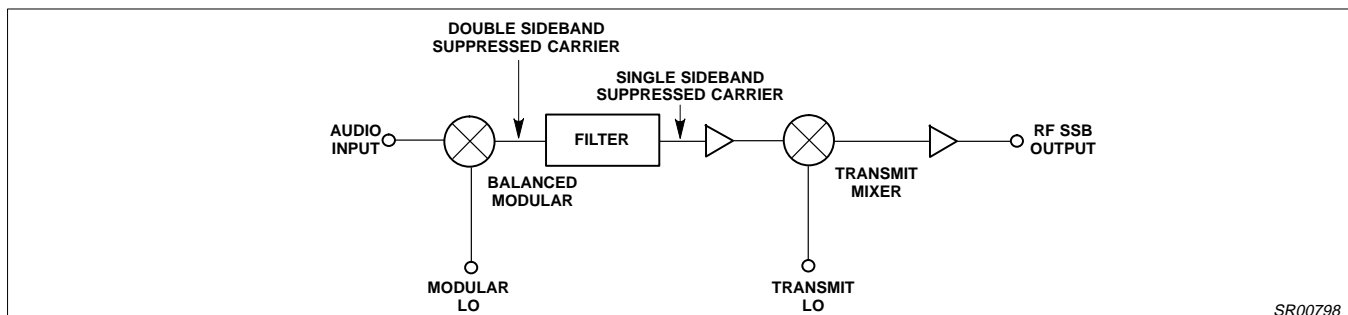 DOUBLE SIDEBAND
SUPPRESSED CARRIER
SINGLE SIDEBAND
SUPPRESSED CARRIER
AUDIO
INPUT
FILTER
RF SSB
OUTPUT
BALANCED
MODULAR
TRANSMIT
MIXER
MODULAR
LO
TRANSMIT
LO
SR00798